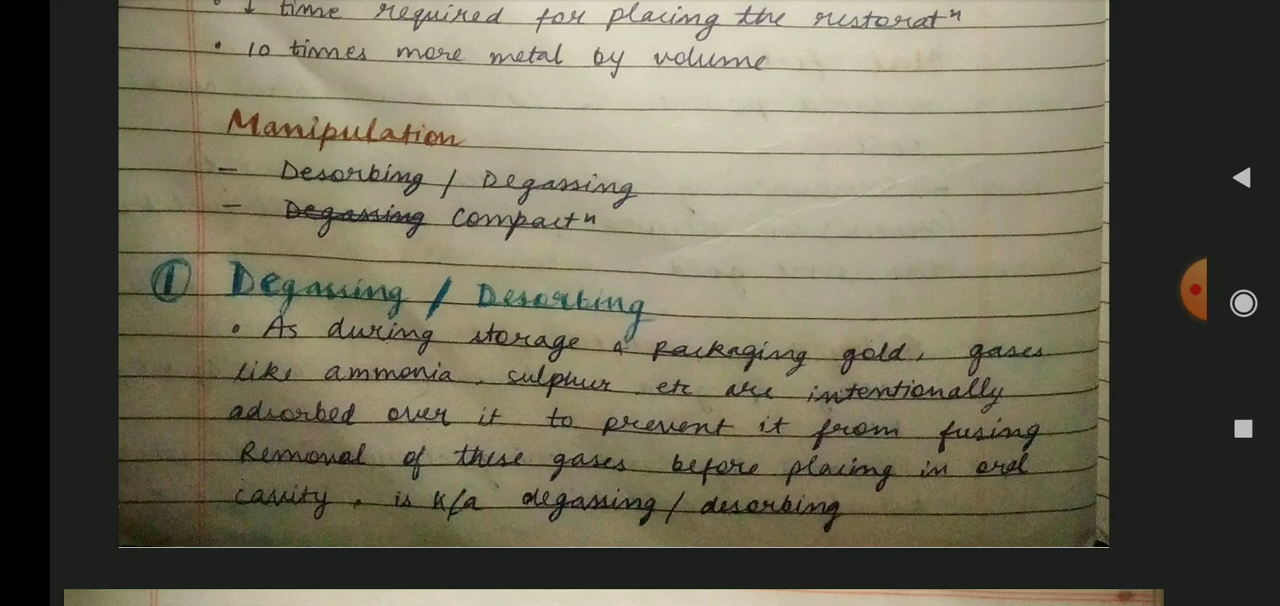 • ↓ time required for placing the restoratⁿ
• 10 times more metal by volume
Manipulation
- Desorbing / Degassing
- Degassing compactⁿ
① Degassing / Desorbing
• As during storage & packaging gold, gases
like ammonia, sulphur etc are intentionally
adsorbed over it to prevent it from fusing
Removal of these gases before placing in oral
cavity, is k/a degassing / desorbing